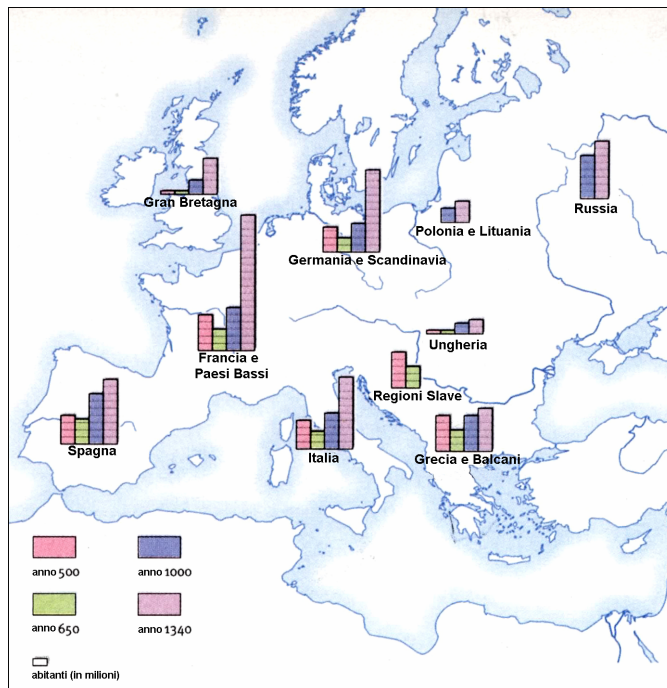 Gran Bretagna
Russia
Polonia e Lituania
Germania e Scandinavia
Ungheria
Francia e
Paesi Bassi
Regioni Slave
Spagna
Italia
Grecia e Balcani
anno 500
anno 1000
anno 650
anno 1340
abitanti (in milioni)